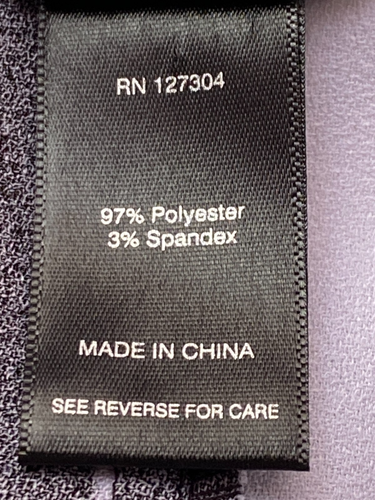 RN 127304
97% Polyester
3% Spandex
MADE IN CHINA
SEE REVERSE FOR CARE